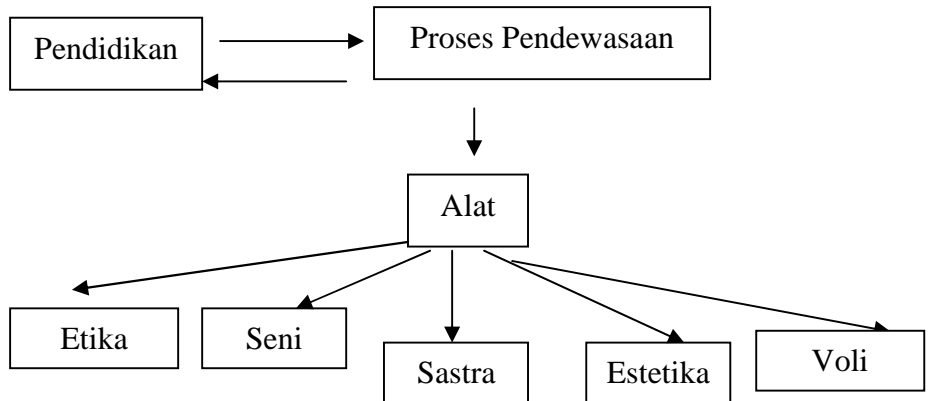 Pendidikan
Proses Pendewasaan
Alat
Etika
Seni
Sastra
Estetika
Voli